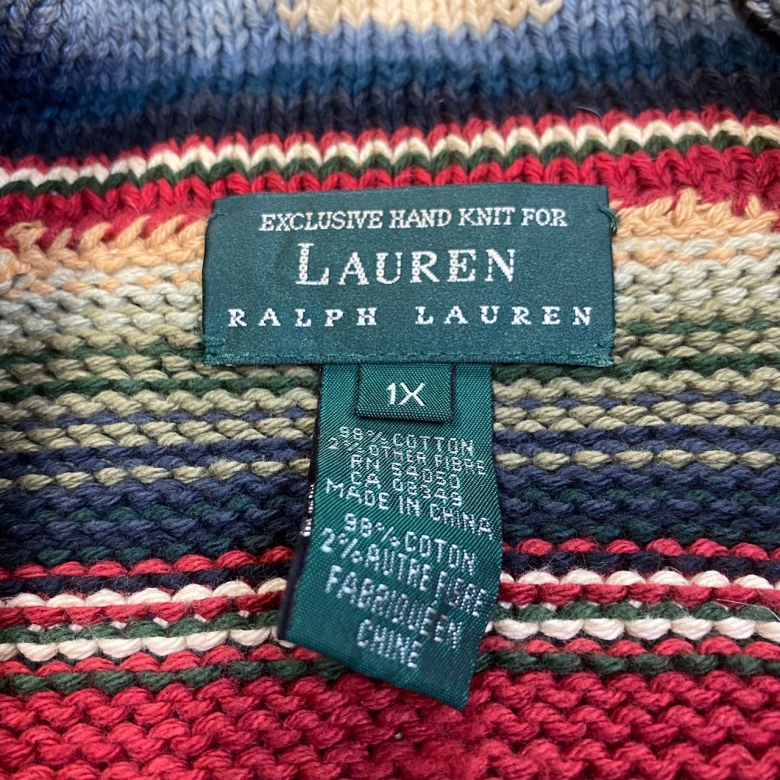 EXCLUSIVE HAND KNIT FOR
LAUREN
RALPH LAUREN
1X
98% COTTON
2% OTHER FIBRE
RN 54050
CA 02349
MADE IN CHINA
98% COTON
2% AUTRE FIBRE
FABRIQUE EN
CHINE